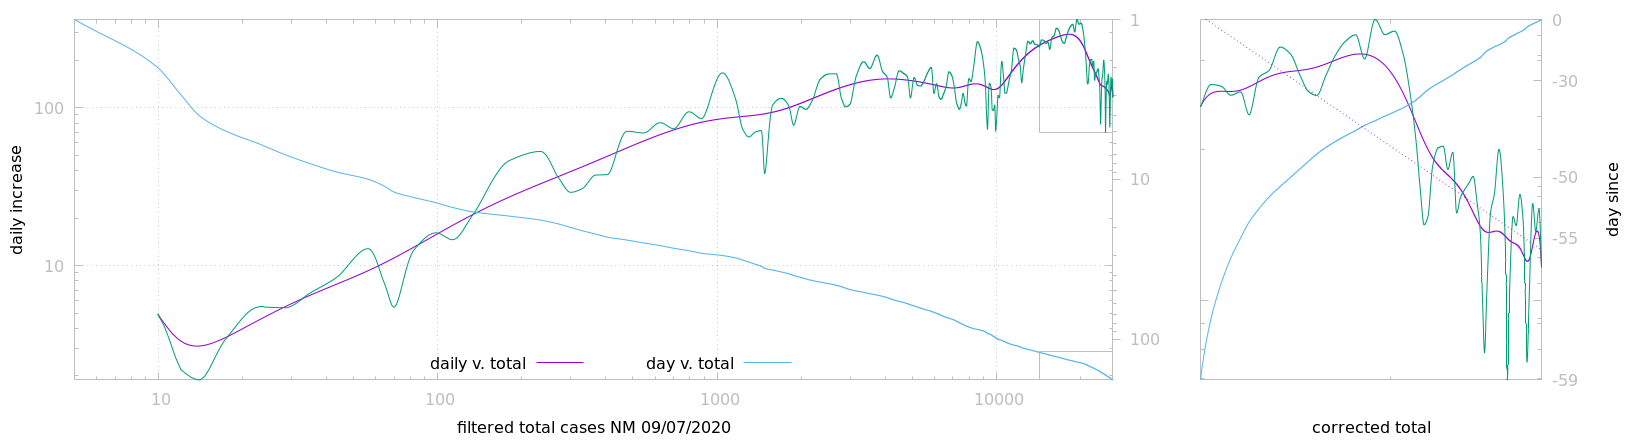 daily increase
100
10
daily v. total
day v. total
10
100
1000
10000
filtered total cases NM 09/07/2020
1
10
100
0
-30
-50
-55
-59
day since
corrected total